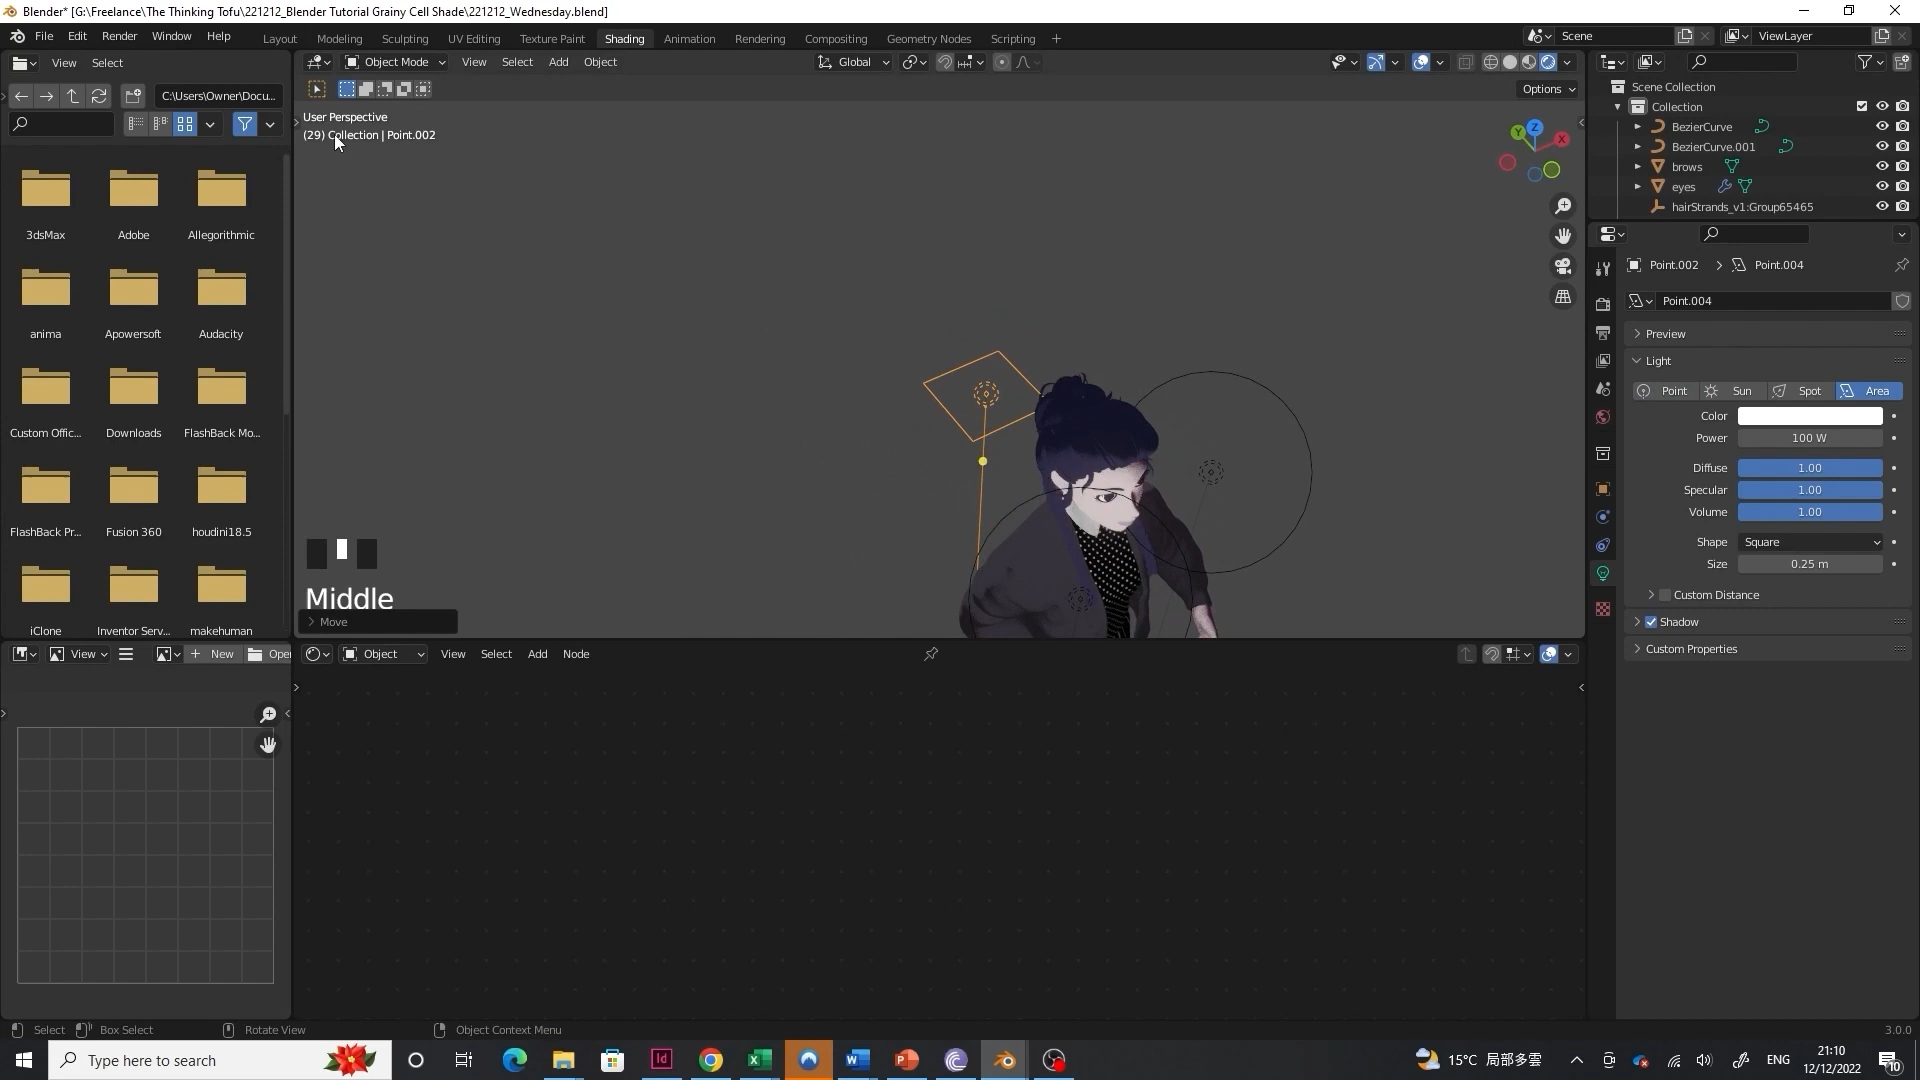 Blender* [G:\Freelance\The Thinking Tofu\221212_Blender Tutorial Grainy Cell Shade\221212_Wednesday.blend]
File Edit Render Window Help
Layout Modeling Sculpting UV Editing Texture Paint Shading Animation Rendering Compositing Geometry Nodes Scripting +
Scene
ViewLayer
View Select
C:\Users\Owner\Docu...
3dsMax Adobe Allegorithmic
anima Apowersoft Audacity
Custom Offic... Downloads FlashBack Mo...
FlashBack Pr... Fusion 360 houdini18.5
iClone Inventor Serv... makehuman
Object Mode View Select Add Object
Global
Options
User Perspective
(29) Collection | Point.002
Z
Y
X
Middle
Move
Scene Collection
Collection
BezierCurve
BezierCurve.001
brows
eyes
hairStrands_v1:Group65465
Point.002 Point.004
Point.004
Preview
Light
Point Sun Spot Area
Color
Power 100 W
Diffuse 1.00
Specular 1.00
Volume 1.00
Shape Square
Size 0.25 m
Custom Distance
Shadow
Custom Properties
View New Ope
Object View Select Add Node
Select Box Select Rotate View Object Context Menu
3.0.0
Type here to search
15°C 局部多雲
ENG
21:10
12/12/2022
10